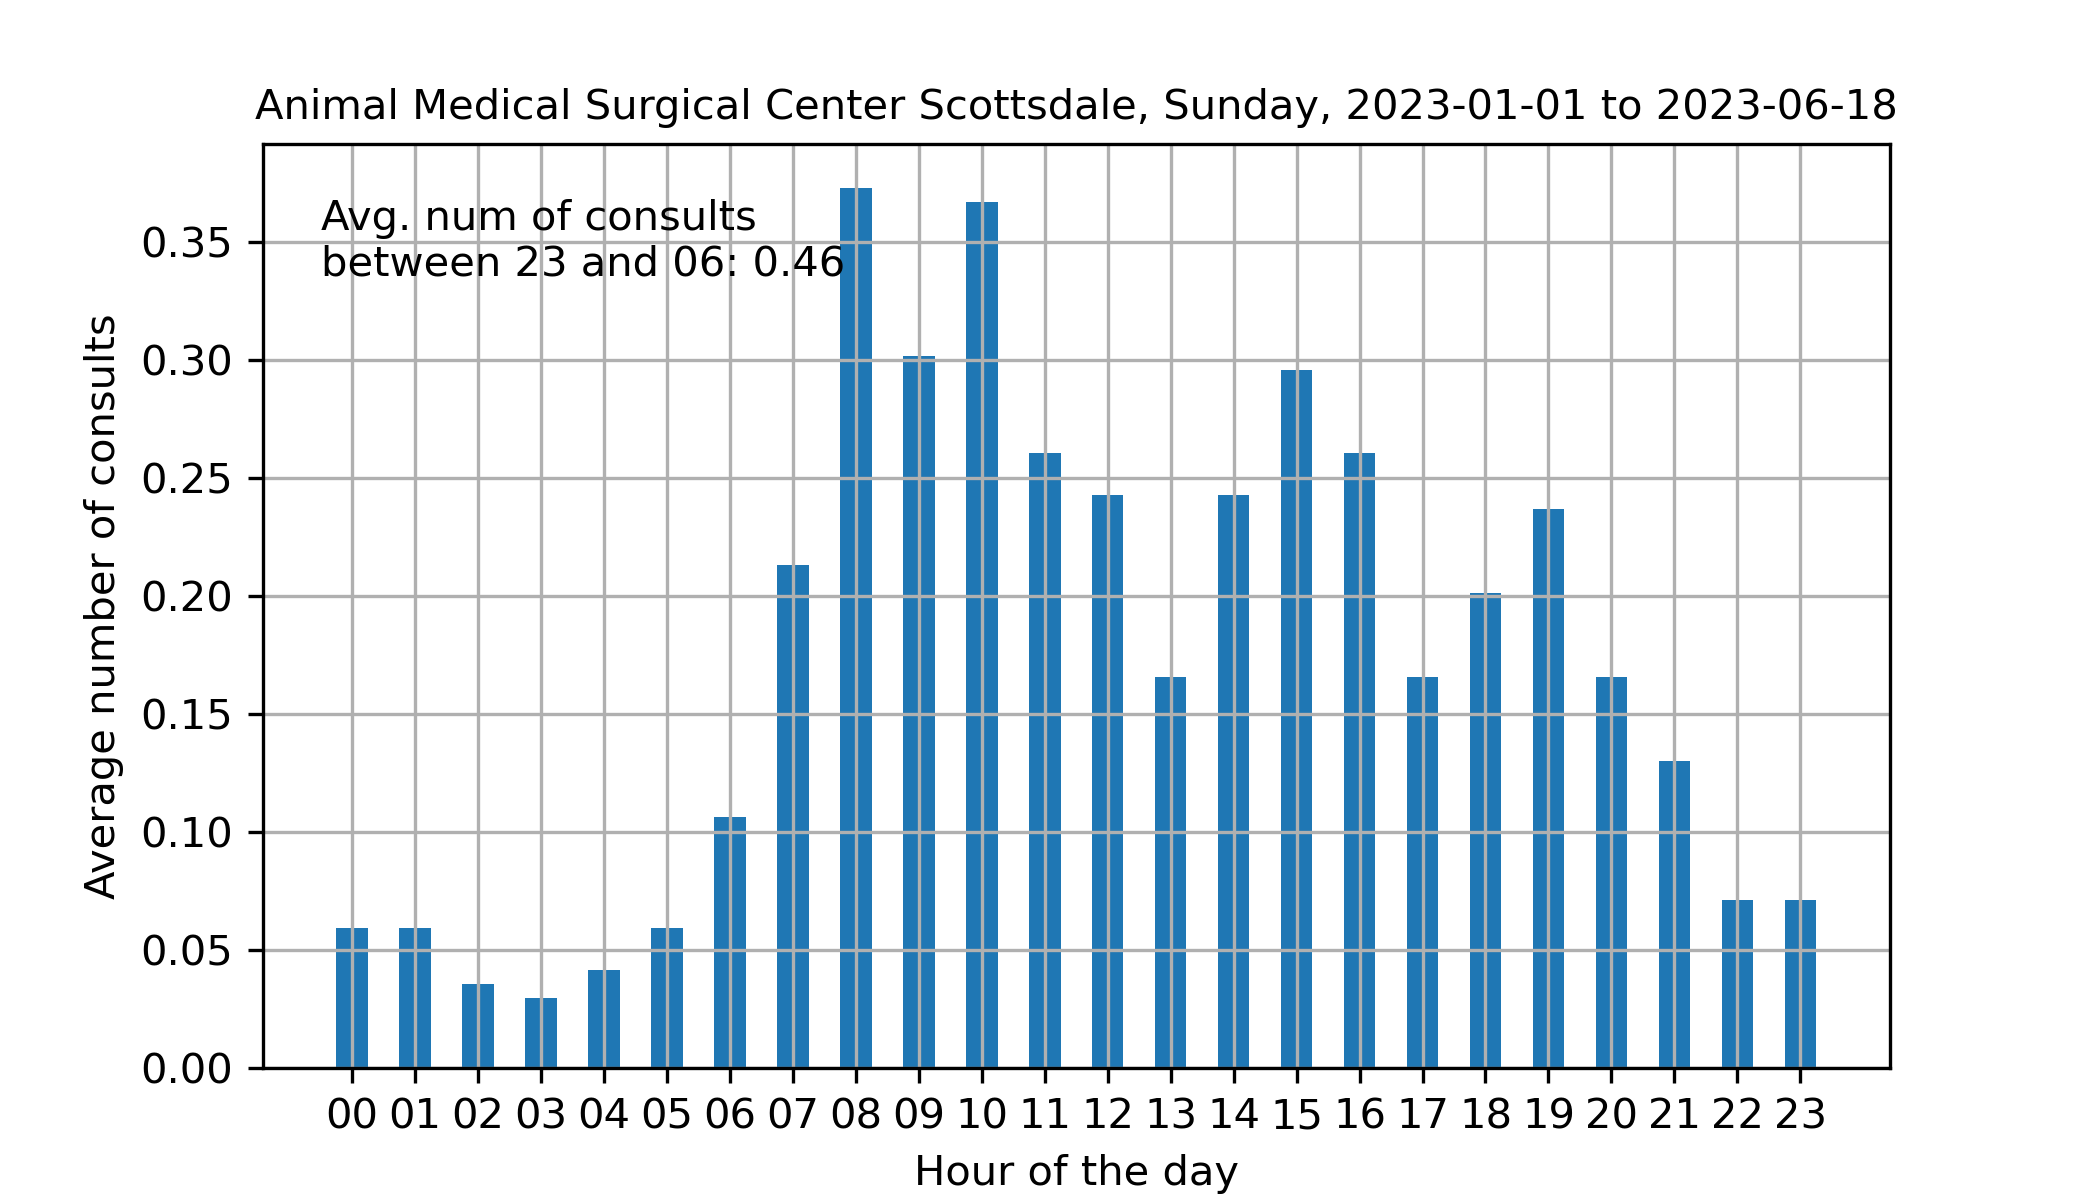 Animal Medical Surgical Center Scottsdale, Sunday, 2023-01-01 to 2023-06-18
Avg. num of consults
between 23 and 06: 0.46
Average number of consults
0.35
0.30
0.25
0.20
0.15
0.10
0.05
0.00
00 01 02 03 04 05 06 07 08 09 10 11 12 13 14 15 16 17 18 19 20 21 22 23
Hour of the day